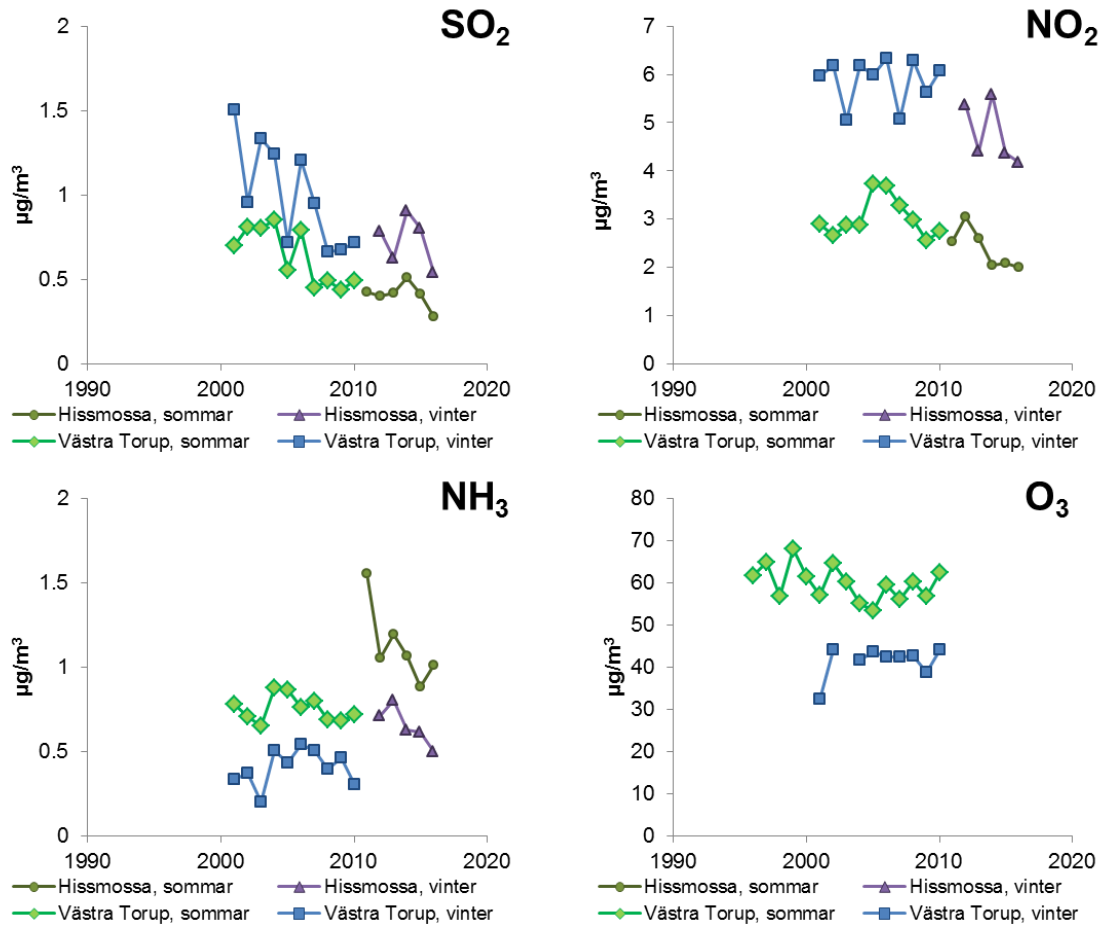 SO₂
µg/m³
2
1.5
1
0.5
0
1990 2000 2010 2020
Hissmossa, sommar Hissmossa, vinter
Västra Torup, sommar Västra Torup, vinter
NO₂
µg/m³
7
6
5
4
3
2
1
0
1990 2000 2010 2020
Hissmossa, sommar Hissmossa, vinter
Västra Torup, sommar Västra Torup, vinter
NH₃
µg/m³
2
1.5
1
0.5
0
1990 2000 2010 2020
Hissmossa, sommar Hissmossa, vinter
Västra Torup, sommar Västra Torup, vinter
O₃
µg/m³
80
70
60
50
40
30
20
10
0
1990 2000 2010 2020
Hissmossa, sommar Hissmossa, vinter
Västra Torup, sommar Västra Torup, vinter